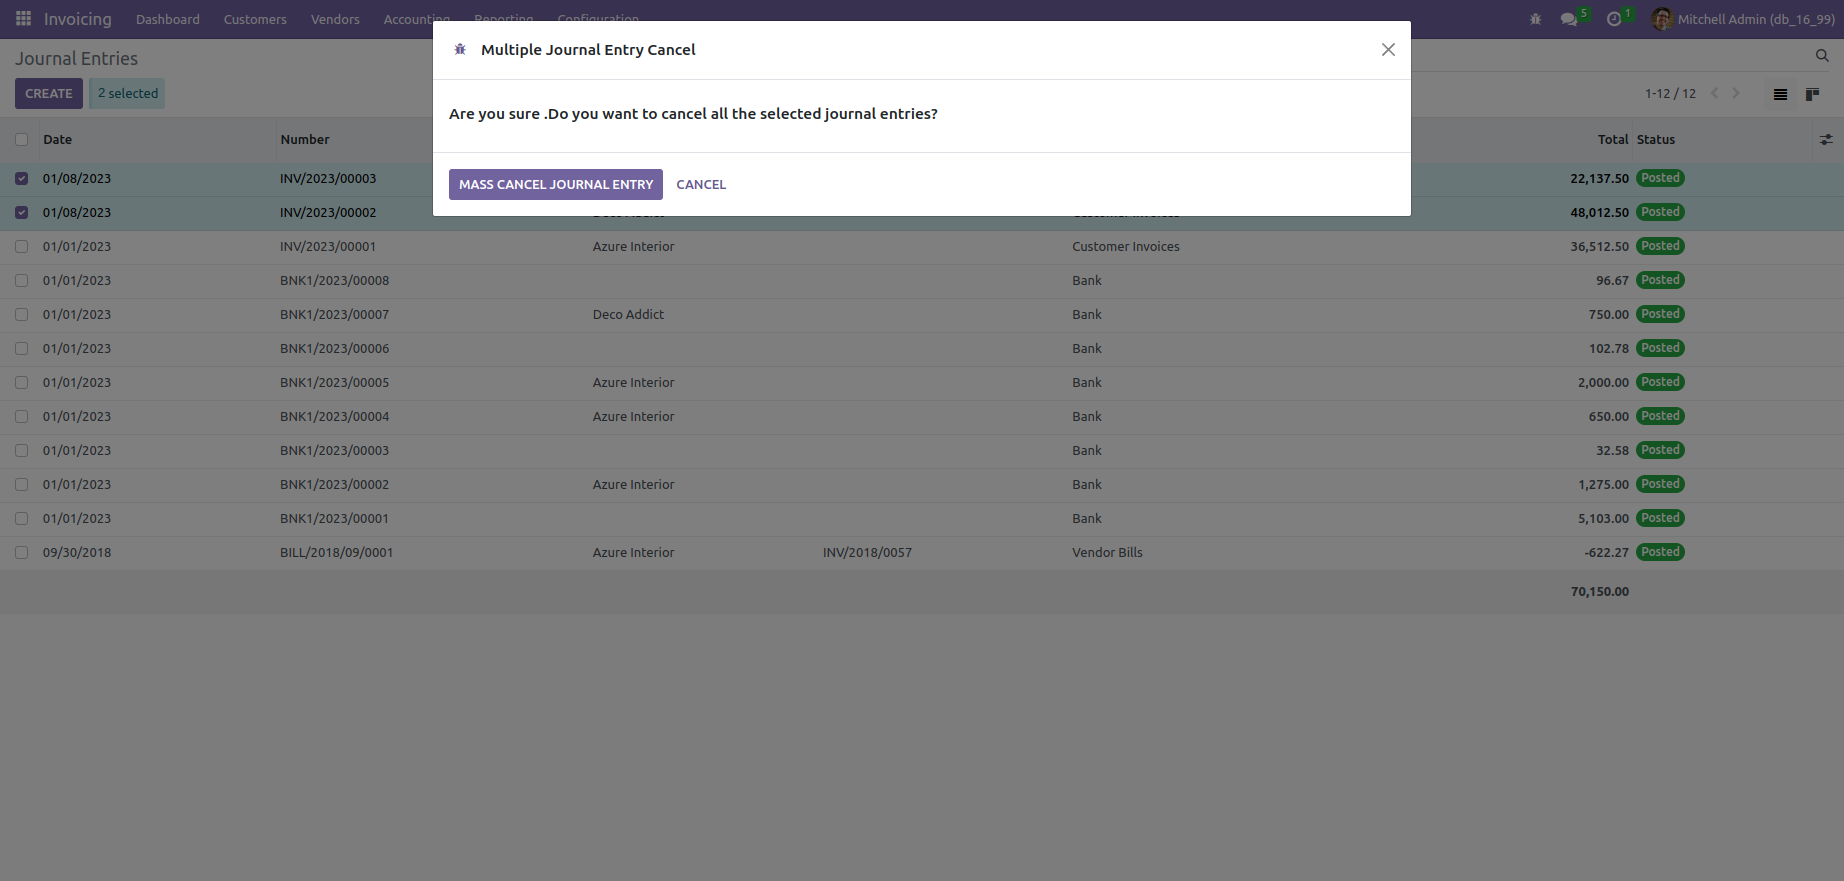 Invoicing Dashboard Customers Vendors Accounting Reporting Configuration 5 1 Mitchell Admin (db_16_99)
Multiple Journal Entry Cancel
Journal Entries
CREATE 2 selected 1-12 / 12
Are you sure .Do you want to cancel all the selected journal entries?
MASS CANCEL JOURNAL ENTRY CANCEL
Date Number Total Status
01/08/2023 INV/2023/00003 22,137.50 Posted
01/08/2023 INV/2023/00002 Deco Addict Customer Invoices 48,012.50 Posted
01/01/2023 INV/2023/00001 Azure Interior Customer Invoices 36,512.50 Posted
01/01/2023 BNK1/2023/00008 Bank 96.67 Posted
01/01/2023 BNK1/2023/00007 Deco Addict Bank 750.00 Posted
01/01/2023 BNK1/2023/00006 Bank 102.78 Posted
01/01/2023 BNK1/2023/00005 Azure Interior Bank 2,000.00 Posted
01/01/2023 BNK1/2023/00004 Azure Interior Bank 650.00 Posted
01/01/2023 BNK1/2023/00003 Bank 32.58 Posted
01/01/2023 BNK1/2023/00002 Azure Interior Bank 1,275.00 Posted
01/01/2023 BNK1/2023/00001 Bank 5,103.00 Posted
09/30/2018 BILL/2018/09/0001 Azure Interior INV/2018/0057 Vendor Bills -622.27 Posted
70,150.00